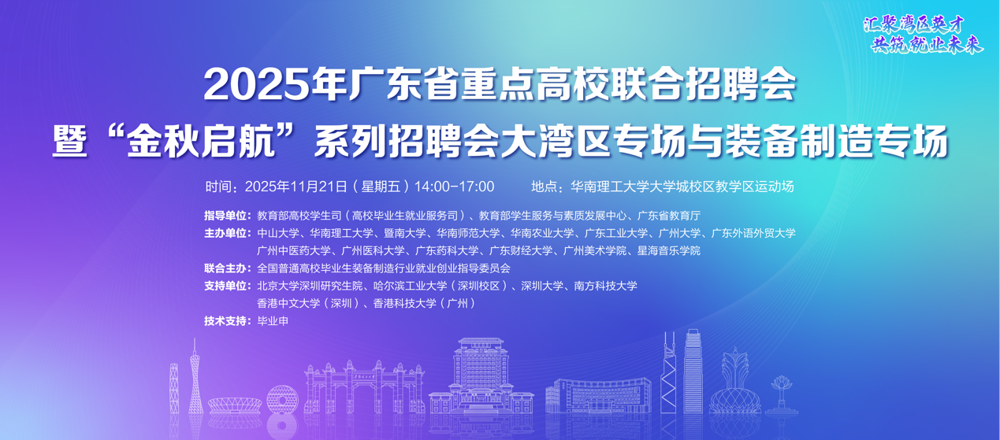 汇聚湾区英才
共筑就业未来
2025年广东省重点高校联合招聘会
暨“金秋启航”系列招聘会大湾区专场与装备制造专场
时间：2025年11月21日（星期五）14:00-17:00 地点：华南理工大学大学城校区教学区运动场
指导单位：教育部高校学生司（高校毕业生就业服务司）、教育部学生服务与素质发展中心、广东省教育厅
主办单位：中山大学、华南理工大学、暨南大学、华南师范大学、华南农业大学、广东工业大学、广州大学、广东外语外贸大学
广州中医药大学、广州医科大学、广东药科大学、广东财经大学、广州美术学院、星海音乐学院
联合主办：全国普通高校毕业生装备制造行业就业创业指导委员会
支持单位：北京大学深圳研究生院、哈尔滨工业大学（深圳校区）、深圳大学、南方科技大学
香港中文大学（深圳）、香港科技大学（广州）
技术支持：毕业申